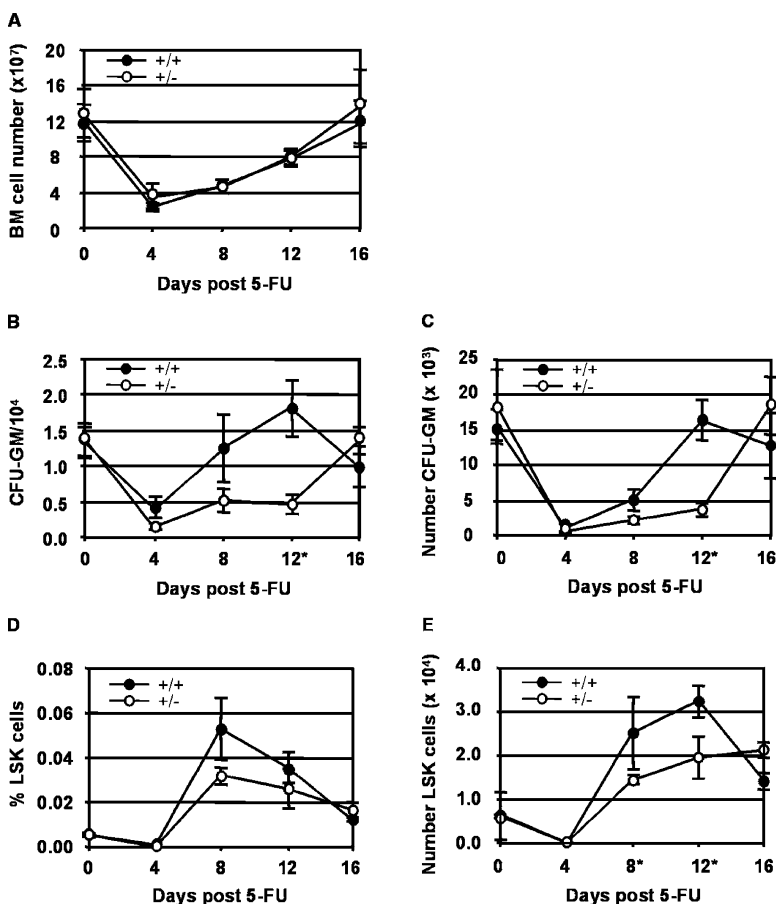 A
BM cell number (x10⁷)
20
16
12
8
4
0
+/+
+/-
0 4 8 12 16
Days post 5-FU
B
CFU-GM/10⁴
2.5
2.0
1.5
1.0
0.5
0.0
+/+
+/-
0 4 8 12* 16
Days post 5-FU
C
Number CFU-GM (x 10³)
25
20
15
10
5
0
+/+
+/-
0 4 8 12* 16
Days post 5-FU
D
% LSK cells
0.08
0.06
0.04
0.02
0.00
+/+
+/-
0 4 8 12 16
Days post 5-FU
E
Number LSK cells (x 10⁴)
4.0
3.0
2.0
1.0
0.0
+/+
+/-
0 4 8* 12* 16
Days post 5-FU